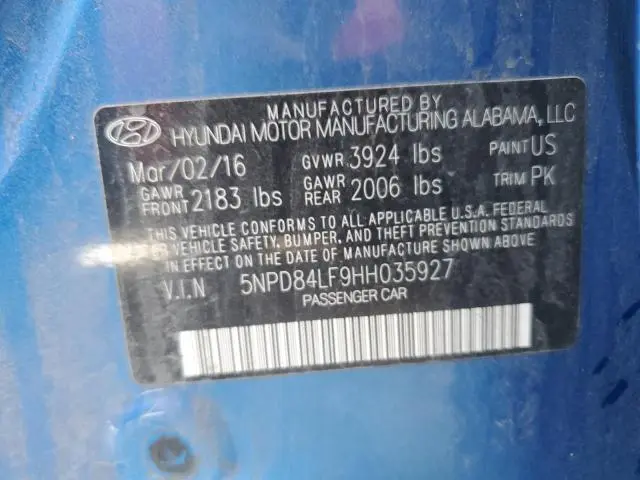 MANUFACTURED BY
HYUNDAI MOTOR MANUFACTURING ALABAMA, LLC
Mar/02/16 GVWR 3924 lbs PAINT US
GAWR FRONT 2183 lbs GAWR REAR 2006 lbs TRIM PK
THIS VEHICLE CONFORMS TO ALL APPLICABLE U.S.A. FEDERAL
MOTOR VEHICLE SAFETY, BUMPER, AND THEFT PREVENTION STANDARDS
IN EFFECT ON THE DATE OF MANUFACTURE SHOWN ABOVE
V.I.N 5NPD84LF9HH035927
PASSENGER CAR